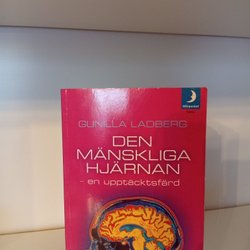 GUNILLA LADBERG
DEN
MÄNSKLIGA
HJÄRNAN
– en upptäcktsfärd